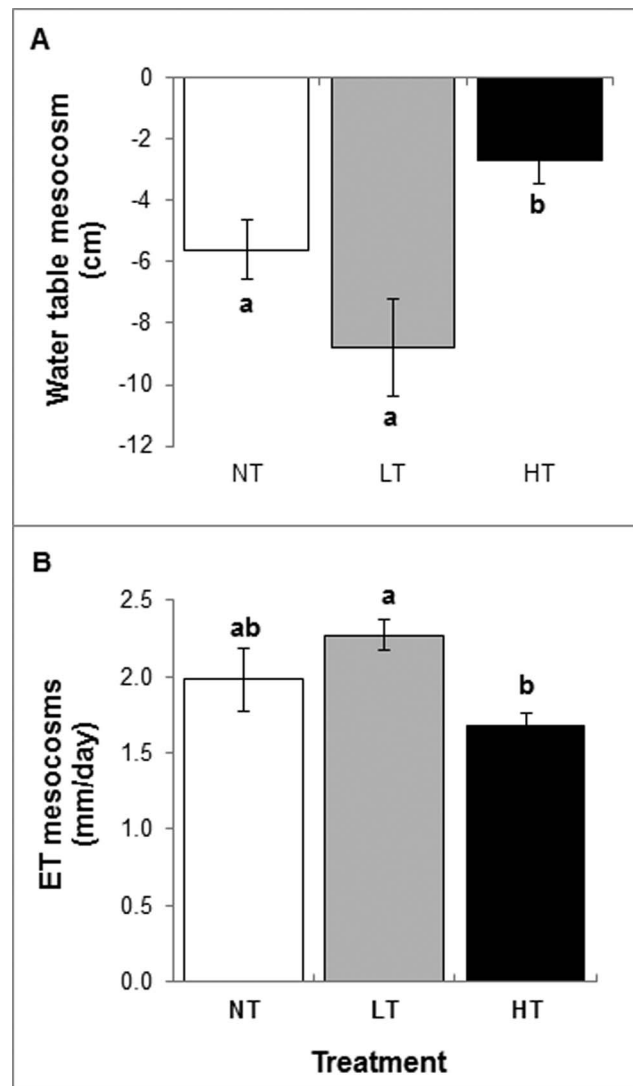 A
Water table mesocosm
(cm)
0
-2
-4
-6
-8
-10
-12
a
a
b
NT LT HT
B
ET mesocosms
(mm/day)
2.5
2.0
1.5
1.0
0.5
0.0
ab
a
b
NT LT HT
Treatment